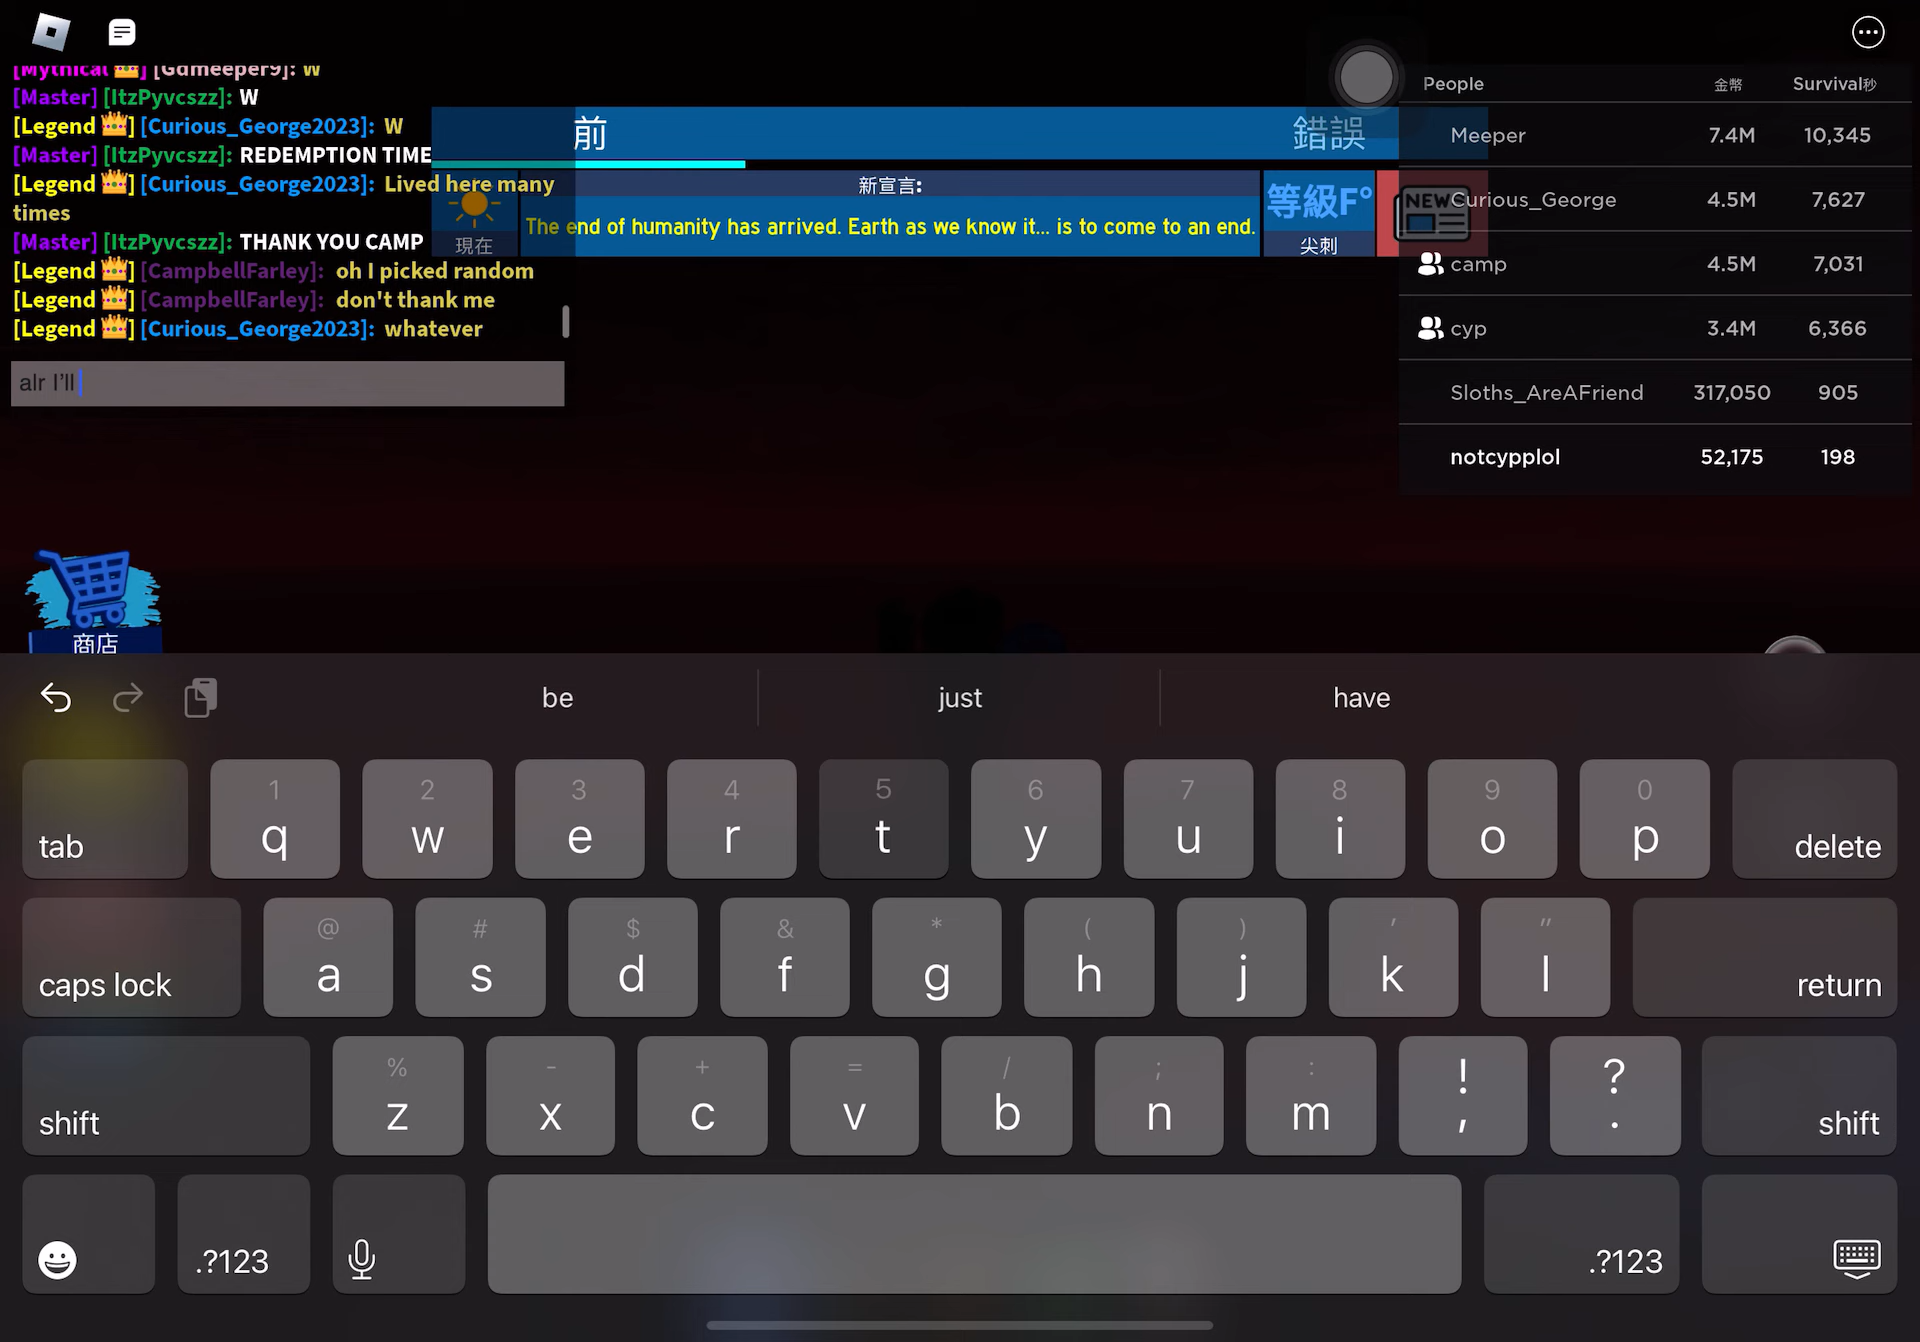 [Mythical 👑] [Gdmeeper9]: W
[Master] [ItzPyvcszz]: W
[Legend 👑] [Curious_George2023]: W
[Master] [ItzPyvcszz]: REDEMPTION TIME
[Legend 👑] [Curious_George2023]: Lived here many
times
[Master] [ItzPyvcszz]: THANK YOU CAMP
[Legend 👑] [CampbellFarley]: oh I picked random
[Legend 👑] [CampbellFarley]: don't thank me
[Legend 👑] [Curious_George2023]: whatever
alr I'll
前
錯誤
現在
新宣言:
The end of humanity has arrived. Earth as we know it... is to come to an end.
等級F°
尖刺
NEWS
People 金幣 Survival秒
Meeper 7.4M 10,345
Curious_George 4.5M 7,627
camp 4.5M 7,031
cyp 3.4M 6,366
Sloths_AreAFriend 317,050 905
notcypplol 52,175 198
商店
be just have
1 2 3 4 5 6 7 8 9 0
tab q w e r t y u i o p delete
@ # $ & * ( ) ' "
caps lock a s d f g h j k l return
% - + = / ; : ! ?
shift z x c v b n m , . shift
.?123 .?123